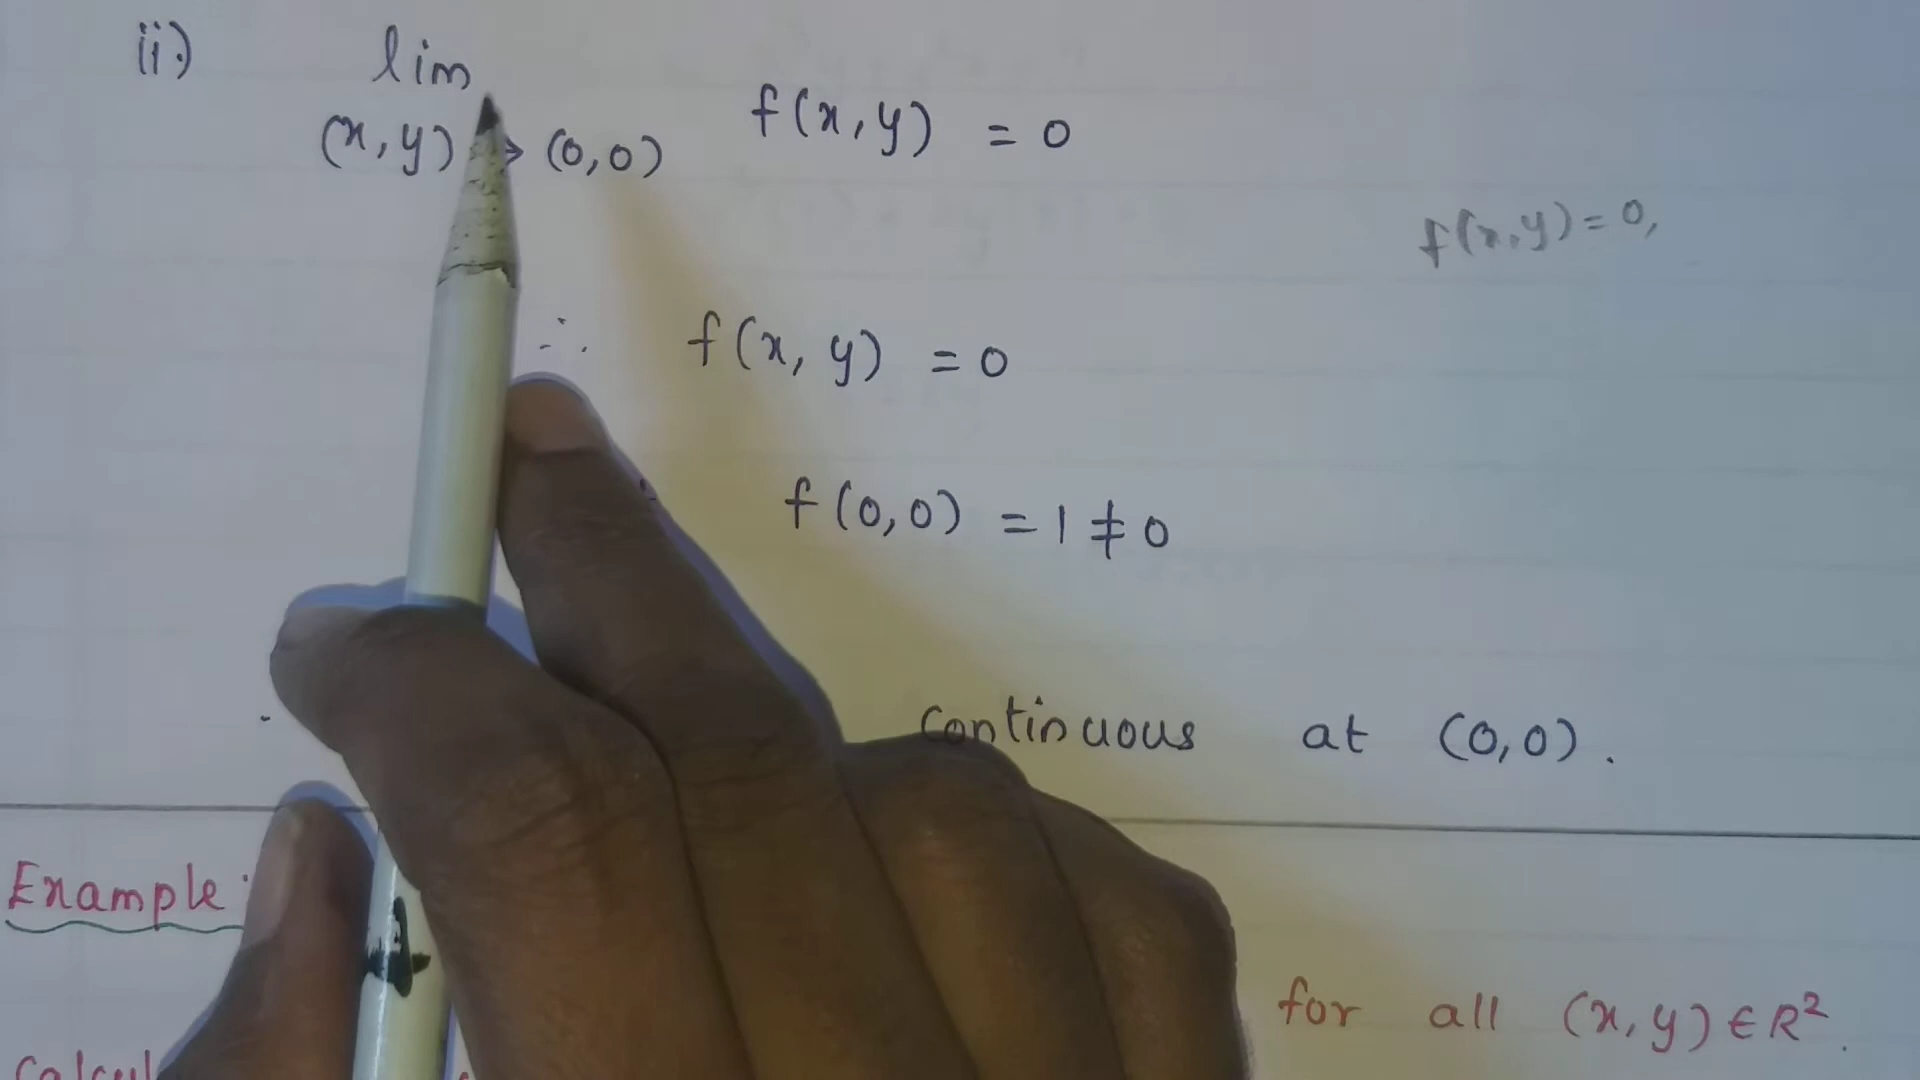 ii) lim f(x,y) = 0
(x,y) → (0,0)
f(x,y) = 0,
∴ f(x, y) = 0
f(0,0) = 1 ≠ 0
continuous at (0,0).
Example:
for all (x,y) ∈ R²